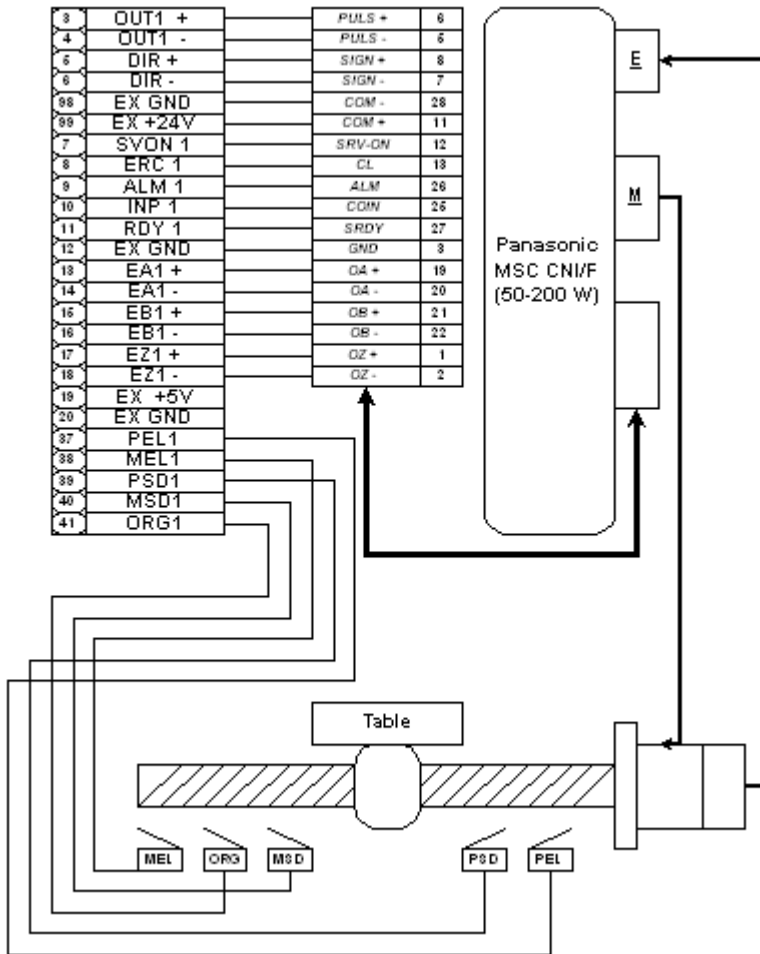 3 OUT1 + PULS + 6
4 OUT1 - PULS - 5
5 DIR + SIGN + 8
6 DIR - SIGN - 7
98 EX GND COM - 28
99 EX +24V COM + 11
7 SVON 1 SRV-ON 12
8 ERC 1 CL 13
9 ALM 1 ALM 26
10 INP 1 COIN 25
11 RDY 1 SRDY 27
12 EX GND GND 3
13 EA1 + OA + 19
14 EA1 - OA - 20
15 EB1 + OB + 21
16 EB1 - OB - 22
17 EZ1 + OZ + 1
18 EZ1 - OZ - 2
19 EX +5V
20 EX GND
37 PEL1
38 MEL1
39 PSD1
40 MSD1
41 ORG1
E
M
Panasonic
MSC CNI/F
(50-200 W)
Table
MEL ORG MSD PSD PEL